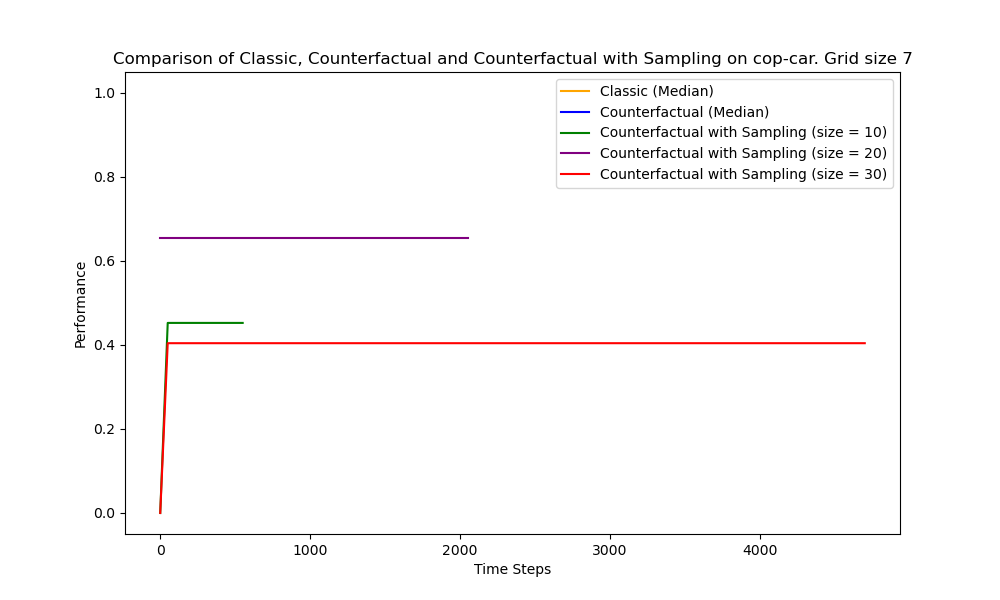 Comparison of Classic, Counterfactual and Counterfactual with Sampling on cop-car. Grid size 7
Classic (Median)
Counterfactual (Median)
Counterfactual with Sampling (size = 10)
Counterfactual with Sampling (size = 20)
Counterfactual with Sampling (size = 30)
Performance
1.0
0.8
0.6
0.4
0.2
0.0
0 1000 2000 3000 4000
Time Steps